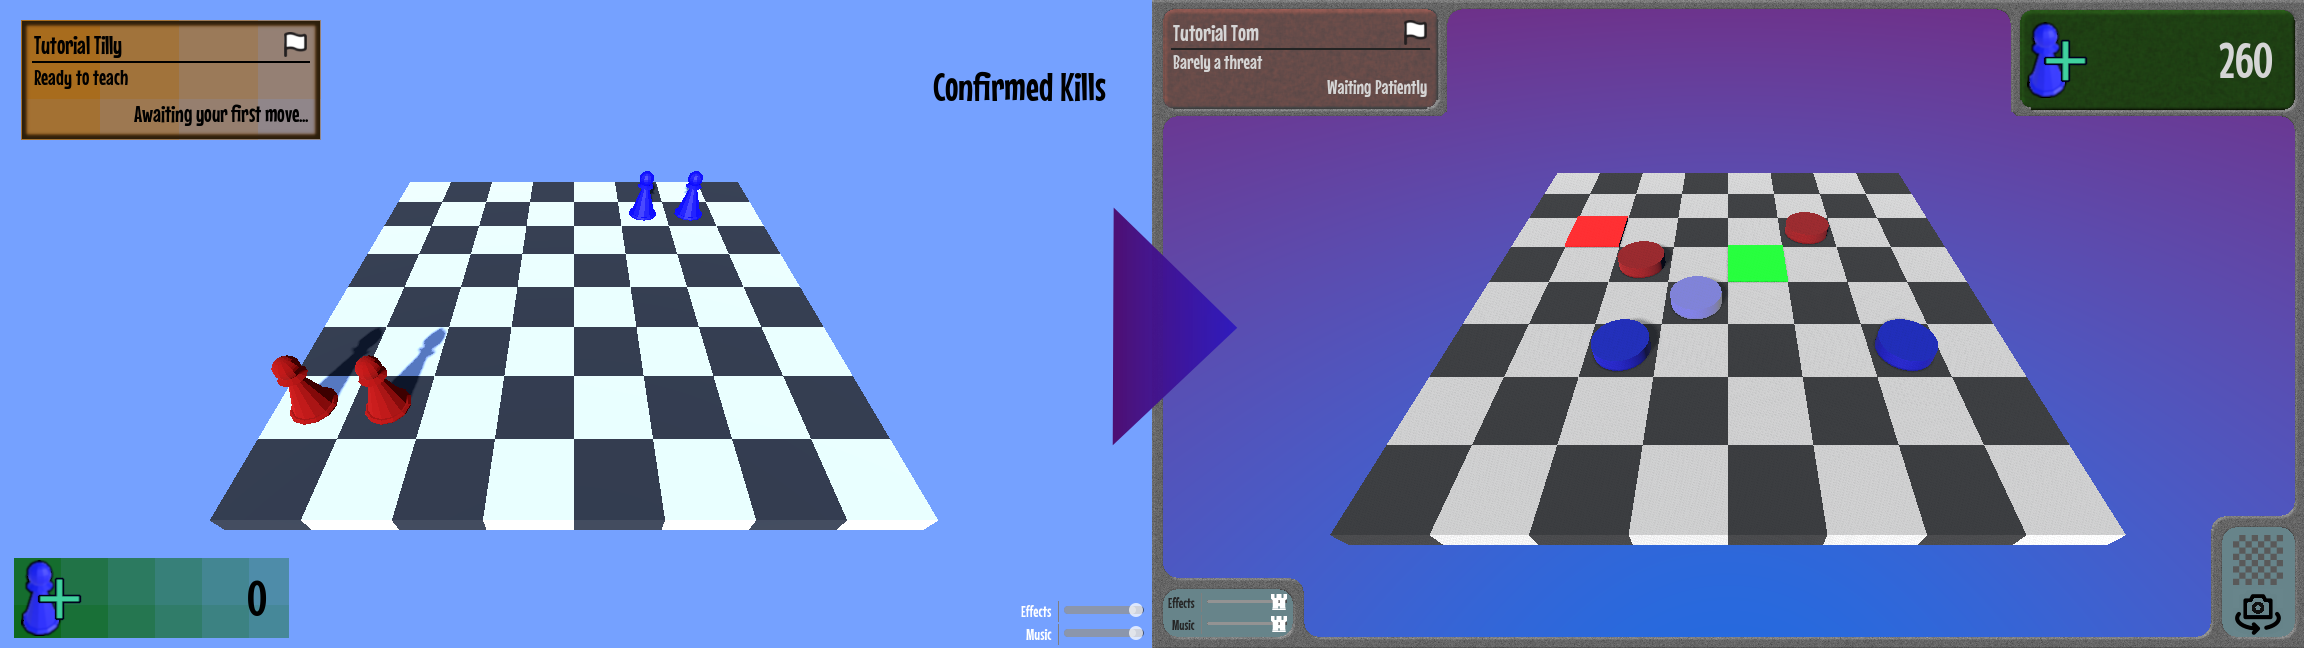 Tutorial Tilly
Ready to teach
Awaiting your first move...
Confirmed Kills
0
Effects
Music
Tutorial Tom
Barely a threat
Waiting Patiently
260
Effects
Music